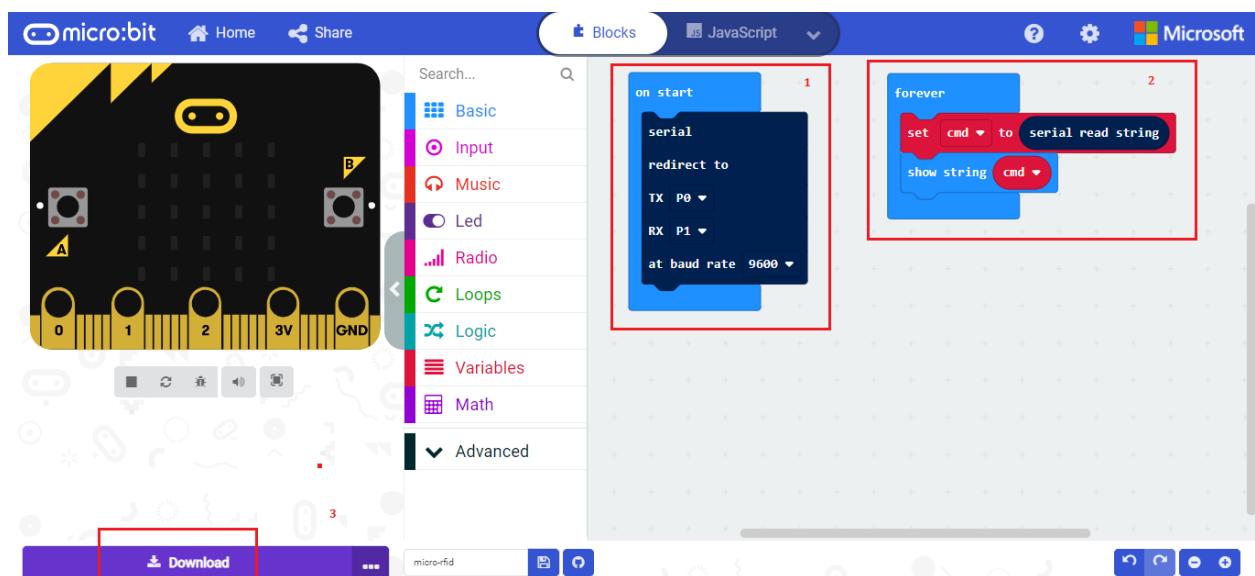 micro:bit Home Share Blocks JS JavaScript ? Microsoft
Search...
Basic
Input
Music
Led
Radio
Loops
Logic
Variables
Math
Advanced
A
B
0 1 2 3V GND
1
on start
serial
redirect to
TX P0
RX P1
at baud rate 9600
2
forever
set cmd to serial read string
show string cmd
3
Download ...
micro-rfid